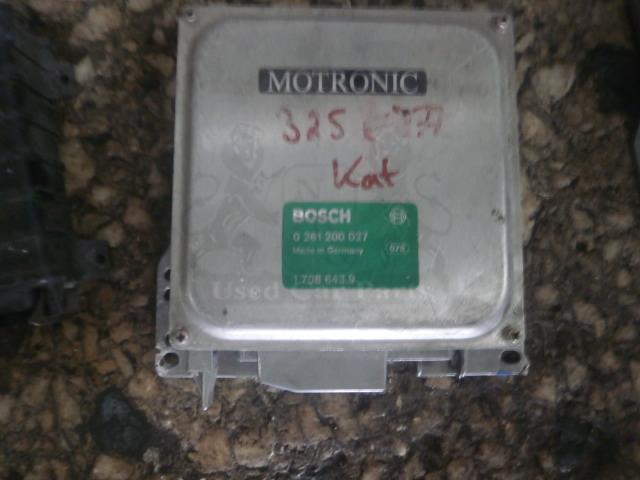 MOTRONIC
325
Kat
BOSCH
0 261 200 027
Made in Germany
1 708 643.9
Used Car Parts